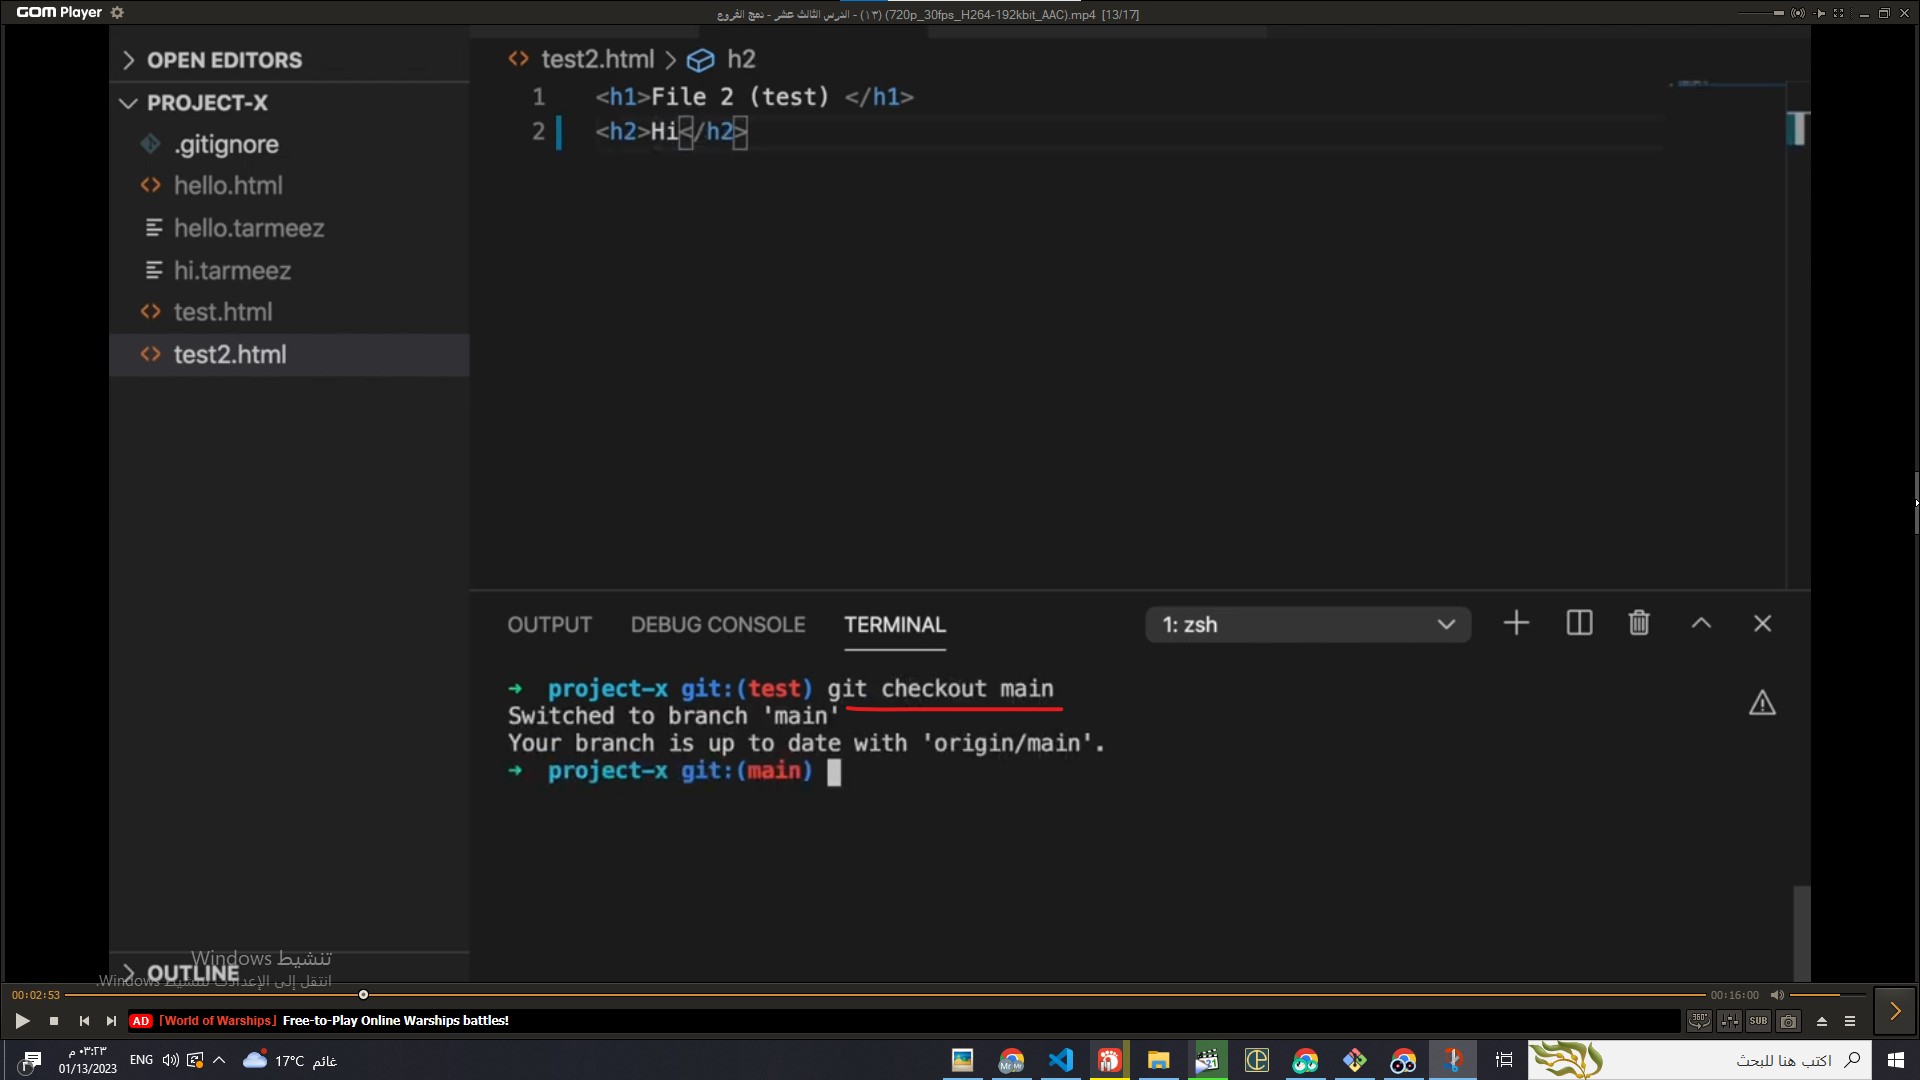 GOM Player
الدرس الثالث عشر - دمج الفروع - (١٣) (720p_30fps_H264-192kbit_AAC).mp4 [13/17]
OPEN EDITORS
PROJECT-X
.gitignore
hello.html
hello.tarmeez
hi.tarmeez
test.html
test2.html
OUTLINE
test2.html > h2
1 <h1>File 2 (test) </h1>
2 <h2>Hi</h2>
OUTPUT DEBUG CONSOLE TERMINAL 1: zsh
➜ project-x git:(test) git checkout main
Switched to branch 'main'
Your branch is up to date with 'origin/main'.
➜ project-x git:(main)
تنشيط Windows
انتقل إلى الإعدادات لتنشيط Windows.
00:02:53 00:16:00
AD [World of Warships] Free-to-Play Online Warships battles!
360° SUB
٠٣:٢٣ م
01/13/2023
ENG
17°C غائم
اكتب هنا للبحث